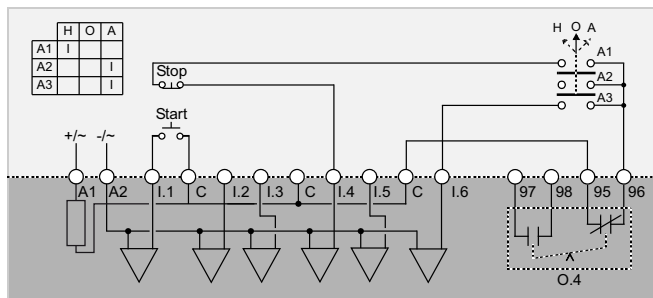 H O A
A1 I
A2 I
A3 I
H O A
A1
A2
A3
Stop
Start
+/~ -/~
A1 A2 I.1 C I.2 I.3 C I.4 I.5 C I.6 97 98 95 96
O.4